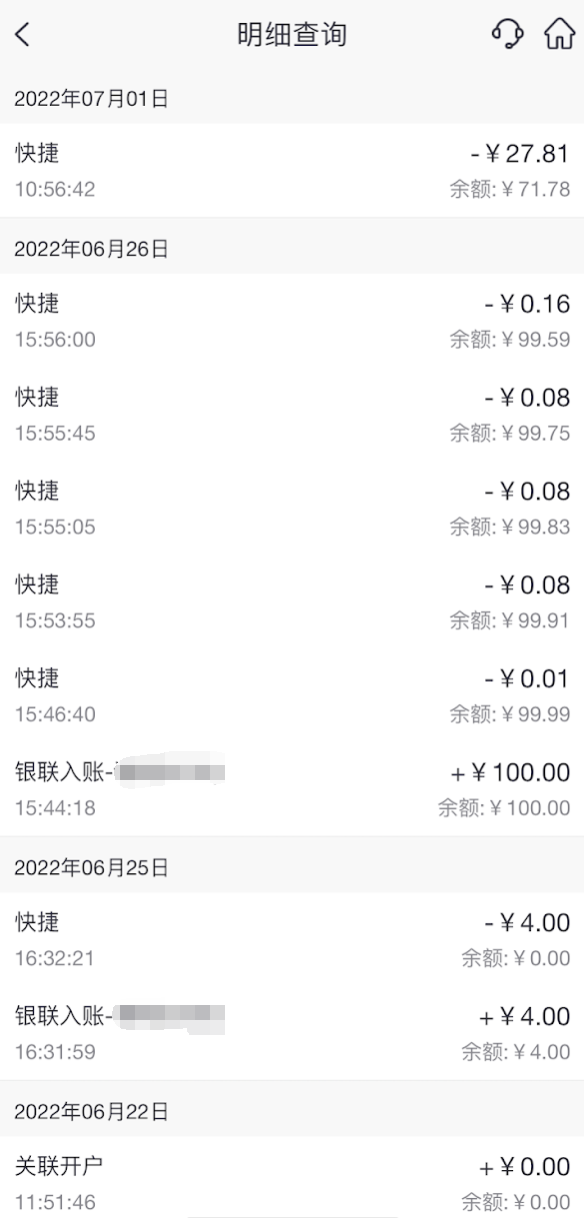 明细查询
2022年07月01日
快捷 -¥27.81
10:56:42 余额:¥71.78
2022年06月26日
快捷 -¥0.16
15:56:00 余额:¥99.59
快捷 -¥0.08
15:55:45 余额:¥99.75
快捷 -¥0.08
15:55:05 余额:¥99.83
快捷 -¥0.08
15:53:55 余额:¥99.91
快捷 -¥0.01
15:46:40 余额:¥99.99
银联入账- +¥100.00
15:44:18 余额:¥100.00
2022年06月25日
快捷 -¥4.00
16:32:21 余额:¥0.00
银联入账- +¥4.00
16:31:59 余额:¥4.00
2022年06月22日
关联开户 +¥0.00
11:51:46 余额:¥0.00